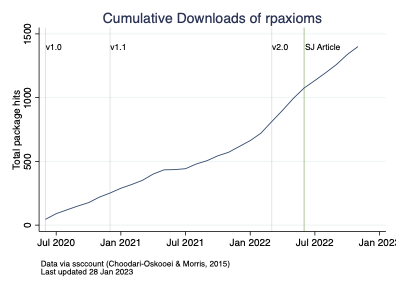 Cumulative Downloads of rpaxioms
1500
v1.0
v1.1
v2.0
SJ Article
1000
Total package hits
500
0
Jul 2020
Jan 2021
Jul 2021
Jan 2022
Jul 2022
Jan 2023
Data via ssccount (Choodari-Oskooei & Morris, 2015)
Last updated 28 Jan 2023